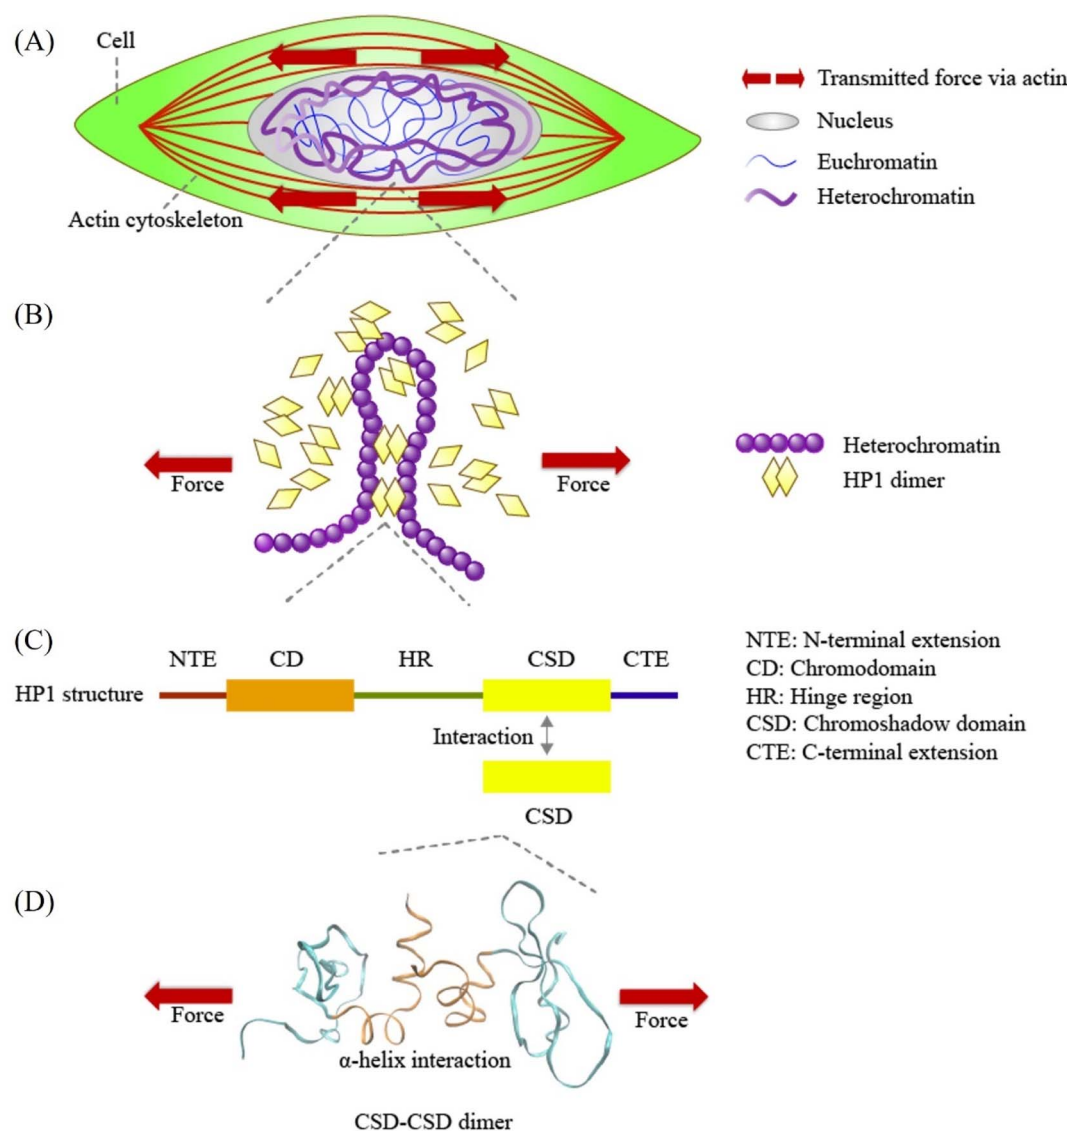 (A)
Cell
Actin cytoskeleton
Transmitted force via actin
Nucleus
Euchromatin
Heterochromatin
(B)
Force
Force
Heterochromatin
HP1 dimer
(C)
NTE CD HR CSD CTE
HP1 structure
Interaction
CSD
NTE: N-terminal extension
CD: Chromodomain
HR: Hinge region
CSD: Chromoshadow domain
CTE: C-terminal extension
(D)
Force
Force
α-helix interaction
CSD-CSD dimer